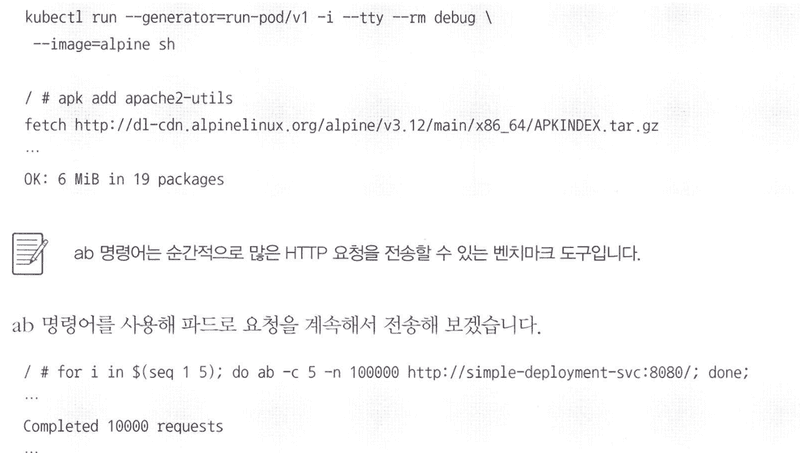 kubectl run --generator=run-pod/v1 -i --tty --rm debug \
--image=alpine sh
/ # apk add apache2-utils
fetch http://dl-cdn.alpinelinux.org/alpine/v3.12/main/x86_64/APKINDEX.tar.gz
…
OK: 6 MiB in 19 packages
ab 명령어는 순간적으로 많은 HTTP 요청을 전송할 수 있는 벤치마크 도구입니다.
ab 명령어를 사용해 파드로 요청을 계속해서 전송해 보겠습니다.
/ # for i in $(seq 1 5); do ab -c 5 -n 100000 http://simple-deployment-svc:8080/; done;
…
Completed 10000 requests
…